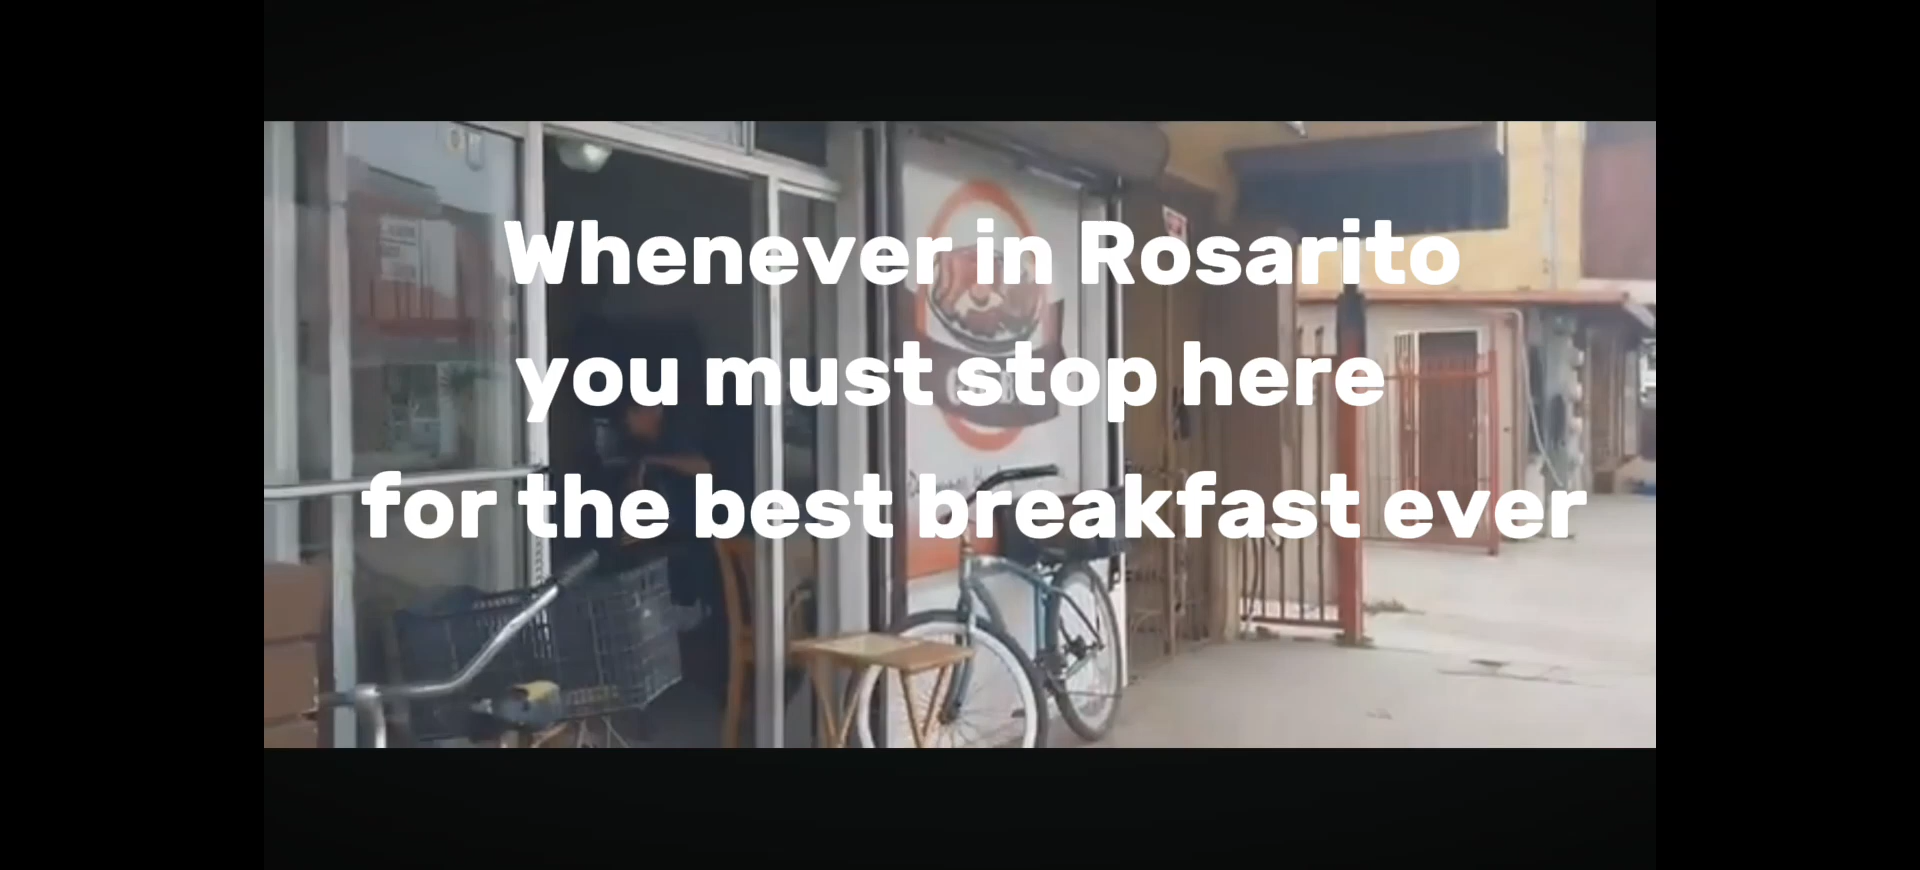 Whenever in Rosarito
you must stop here
for the best breakfast ever